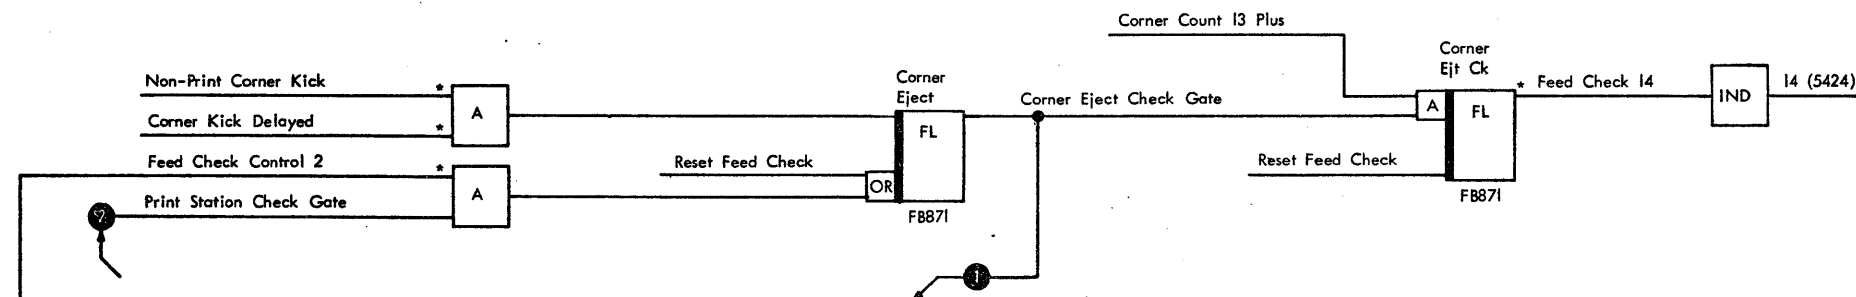 Corner Count 13 Plus
Corner
Ejt Ck
Non-Print Corner Kick
*
A
Corner Kick Delayed
*
Corner
Eject
FL
Corner Eject Check Gate
A
FL
* Feed Check 14
IND
14 (5424)
Feed Check Control 2
*
A
Print Station Check Gate
Reset Feed Check
OR
FB871
Reset Feed Check
FB871
2
1